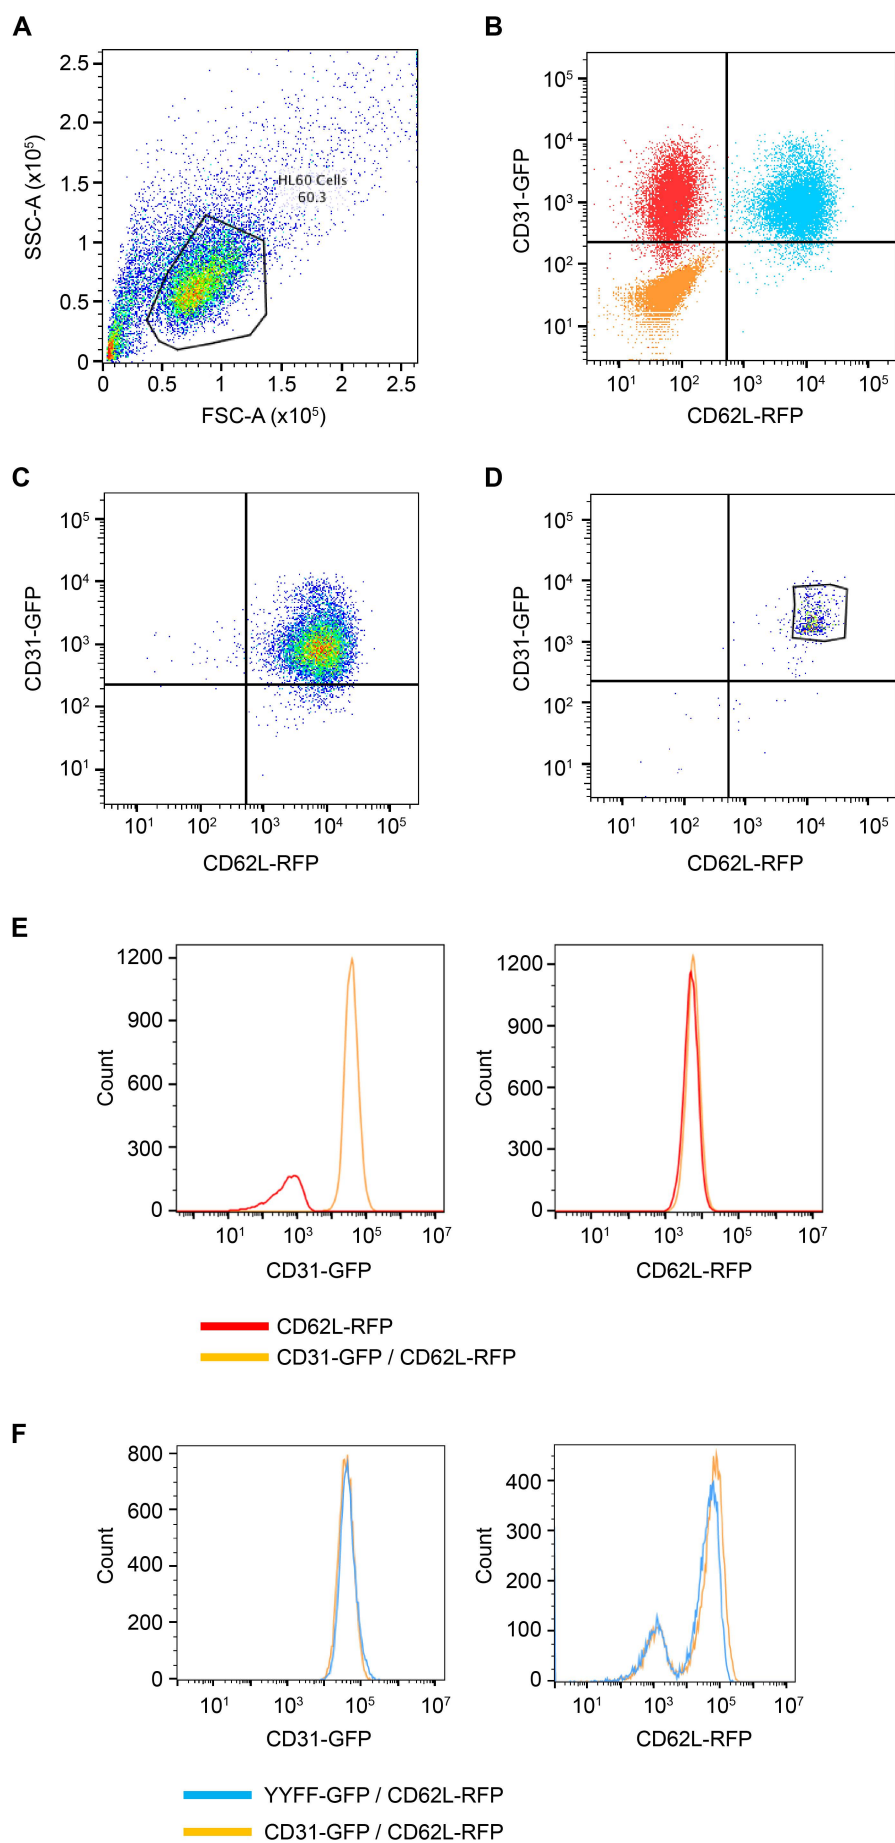 A
2.5
2.0
1.5
1
0.5
0
SSC-A (x10⁵)
HL60 Cells
60.3
0 0.5 1 1.5 2 2.5
FSC-A (x10⁵)
B
10⁵
10⁴
10³
10²
10¹
CD31-GFP
10¹ 10² 10³ 10⁴ 10⁵
CD62L-RFP
C
10⁵
10⁴
10³
10²
10¹
CD31-GFP
10¹ 10² 10³ 10⁴ 10⁵
CD62L-RFP
D
10⁵
10⁴
10³
10²
10¹
CD31-GFP
10¹ 10² 10³ 10⁴ 10⁵
CD62L-RFP
E
1200
900
600
300
0
Count
10¹ 10³ 10⁵ 10⁷
CD31-GFP
1200
900
600
300
0
Count
10¹ 10³ 10⁵ 10⁷
CD62L-RFP
CD62L-RFP
CD31-GFP / CD62L-RFP
F
800
600
400
200
0
Count
10¹ 10³ 10⁵ 10⁷
CD31-GFP
400
300
200
100
0
Count
10¹ 10³ 10⁵ 10⁷
CD62L-RFP
YYFF-GFP / CD62L-RFP
CD31-GFP / CD62L-RFP